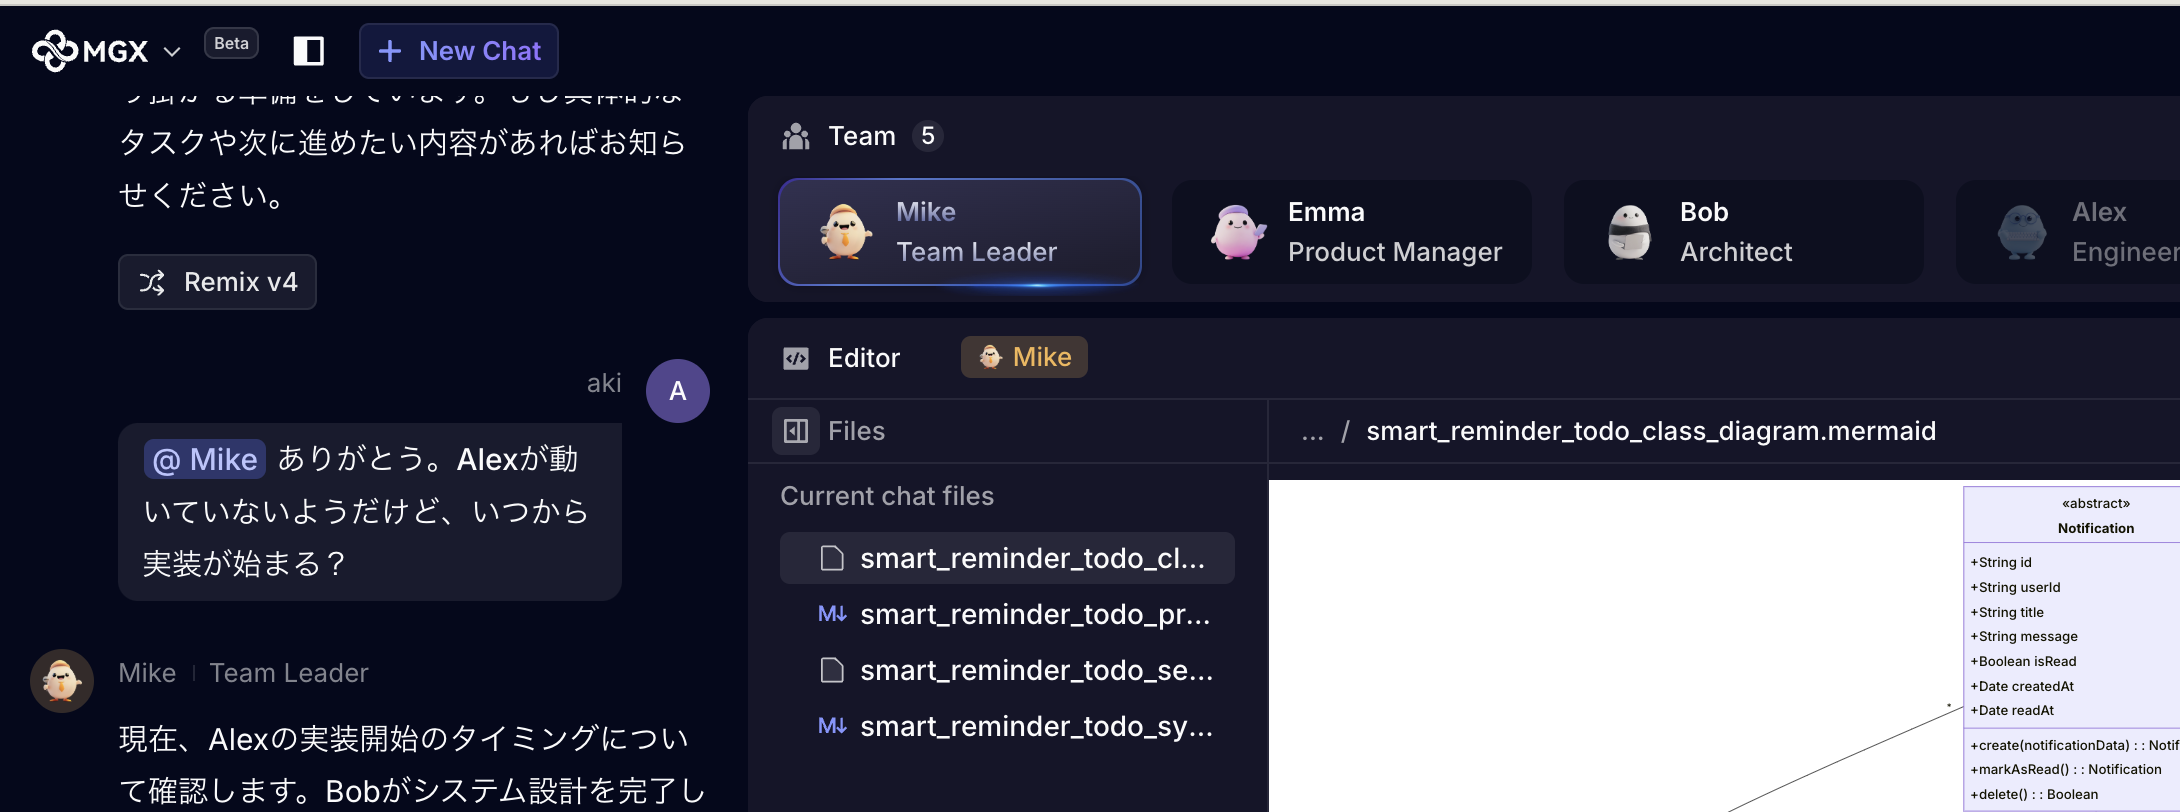 MGX
Beta
New Chat
タスクや次に進めたい内容があればお知ら
せください。
Remix v4
aki
A
@ Mike ありがとう。Alexが動
いていないようだけど、いつから
実装が始まる？
Mike | Team Leader
現在、Alexの実装開始のタイミングについ
て確認します。Bobがシステム設計を完了し
Team 5
Mike
Team Leader
Emma
Product Manager
Bob
Architect
Alex
Engineer
Editor
Mike
Files
... / smart_reminder_todo_class_diagram.mermaid
Current chat files
smart_reminder_todo_cl...
M↓ smart_reminder_todo_pr...
smart_reminder_todo_se...
M↓ smart_reminder_todo_sy...
«abstract»
Notification
+String id
+String userId
+String title
+String message
+Boolean isRead
+Date createdAt
+Date readAt
+create(notificationData) : : Notif
+markAsRead() : : Notification
+delete() : : Boolean